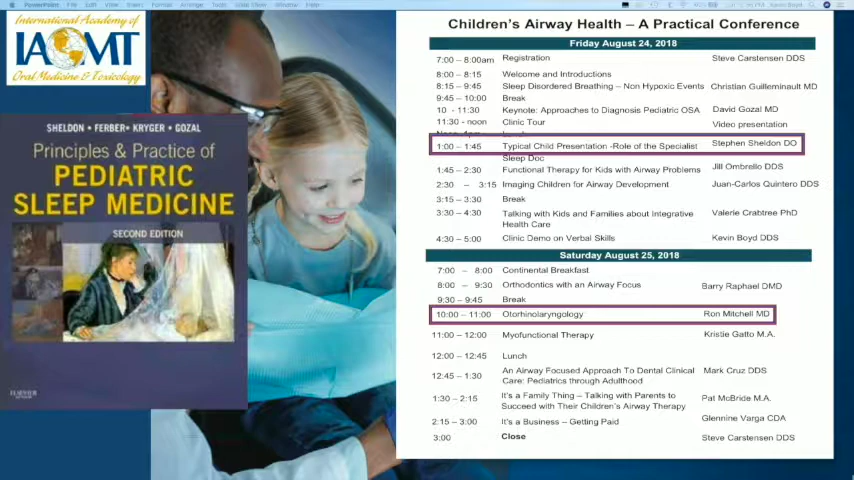 PowerPoint File Edit View Insert Format Arrange Tools Slide Show Window Help
International Academy of
IAOMT
Oral Medicine & Toxicology
SHELDON • FERBER • KRYGER • GOZAL
Principles & Practice of
PEDIATRIC
SLEEP MEDICINE
SECOND EDITION
ELSEVIER
Children's Airway Health – A Practical Conference
Friday August 24, 2018
7:00 – 8:00am Registration Steve Carstensen DDS
8:00 – 8:15 Welcome and Introductions
8:15 – 9:45 Sleep Disordered Breathing – Non Hypoxic Events Christian Guilleminault MD
9:45 – 10:00 Break
10 - 11:30 Keynote: Approaches to Diagnosis Pediatric OSA David Gozal MD
11:30 - noon Clinic Tour Video presentation
1:00 – 1:45 Typical Child Presentation -Role of the Specialist Stephen Sheldon DO
Sleep Doc
1:45 – 2:30 Functional Therapy for Kids with Airway Problems Jill Ombrello DDS
2:30 – 3:15 Imaging Children for Airway Development Juan-Carlos Quintero DDS
3:15 – 3:30 Break
3:30 – 4:30 Talking with Kids and Families about Integrative Valerie Crabtree PhD
Health Care
4:30 – 5:00 Clinic Demo on Verbal Skills Kevin Boyd DDS
Saturday August 25, 2018
7:00 – 8:00 Continental Breakfast
8:00 – 9:30 Orthodontics with an Airway Focus Barry Raphael DMD
9:30 – 9:45 Break
10:00 – 11:00 Otorhinolaryngology Ron Mitchell MD
11:00 – 12:00 Myofunctional Therapy Kristie Gatto M.A.
12:00 – 12:45 Lunch
12:45 – 1:30 An Airway Focused Approach To Dental Clinical Mark Cruz DDS
Care: Pediatrics through Adulthood
1:30 – 2:15 It's a Family Thing – Talking with Parents to Pat McBride M.A.
Succeed with Their Children's Airway Therapy
2:15 – 3:00 It's a Business – Getting Paid Glennine Varga CDA
3:00 Close Steve Carstensen DDS